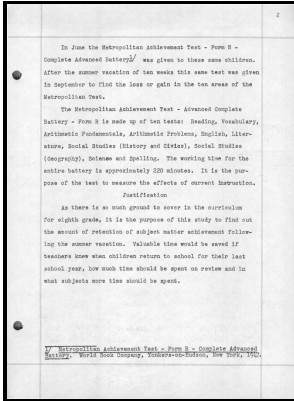 2
In June the Metropolitan Achievement Test - Form R -
Complete Advanced Battery1/ was given to these same children.
After the summer vacation of ten weeks this same test was given
in September to find the loss or gain in the ten areas of the
Metropolitan Test.
The Metropolitan Achievement Test - Advanced Complete
Battery - Form R is made up of ten tests: Reading, Vocabulary,
Arithmetic Fundamentals, Arithmetic Problems, English, Liter-
ature, Social Studies (History and Civics), Social Studies
(Geography), Science and Spelling. The working time for the
entire battery is approximately 220 minutes. It is the pur-
pose of the test to measure the effects of current instruction.
Justification
As there is so much ground to cover in the curriculum
for eighth grade, it is the purpose of this study to find out
the amount of retention of subject matter achievement follow-
ing the summer vacation. Valuable time would be saved if
teachers knew when children return to school for their last
school year, how much time should be spent on review and in
what subjects more time should be spent.
1/ Metropolitan Achievement Test - Form R - Complete Advanced
Battery. World Book Company, Yonkers-on-Hudson, New York,